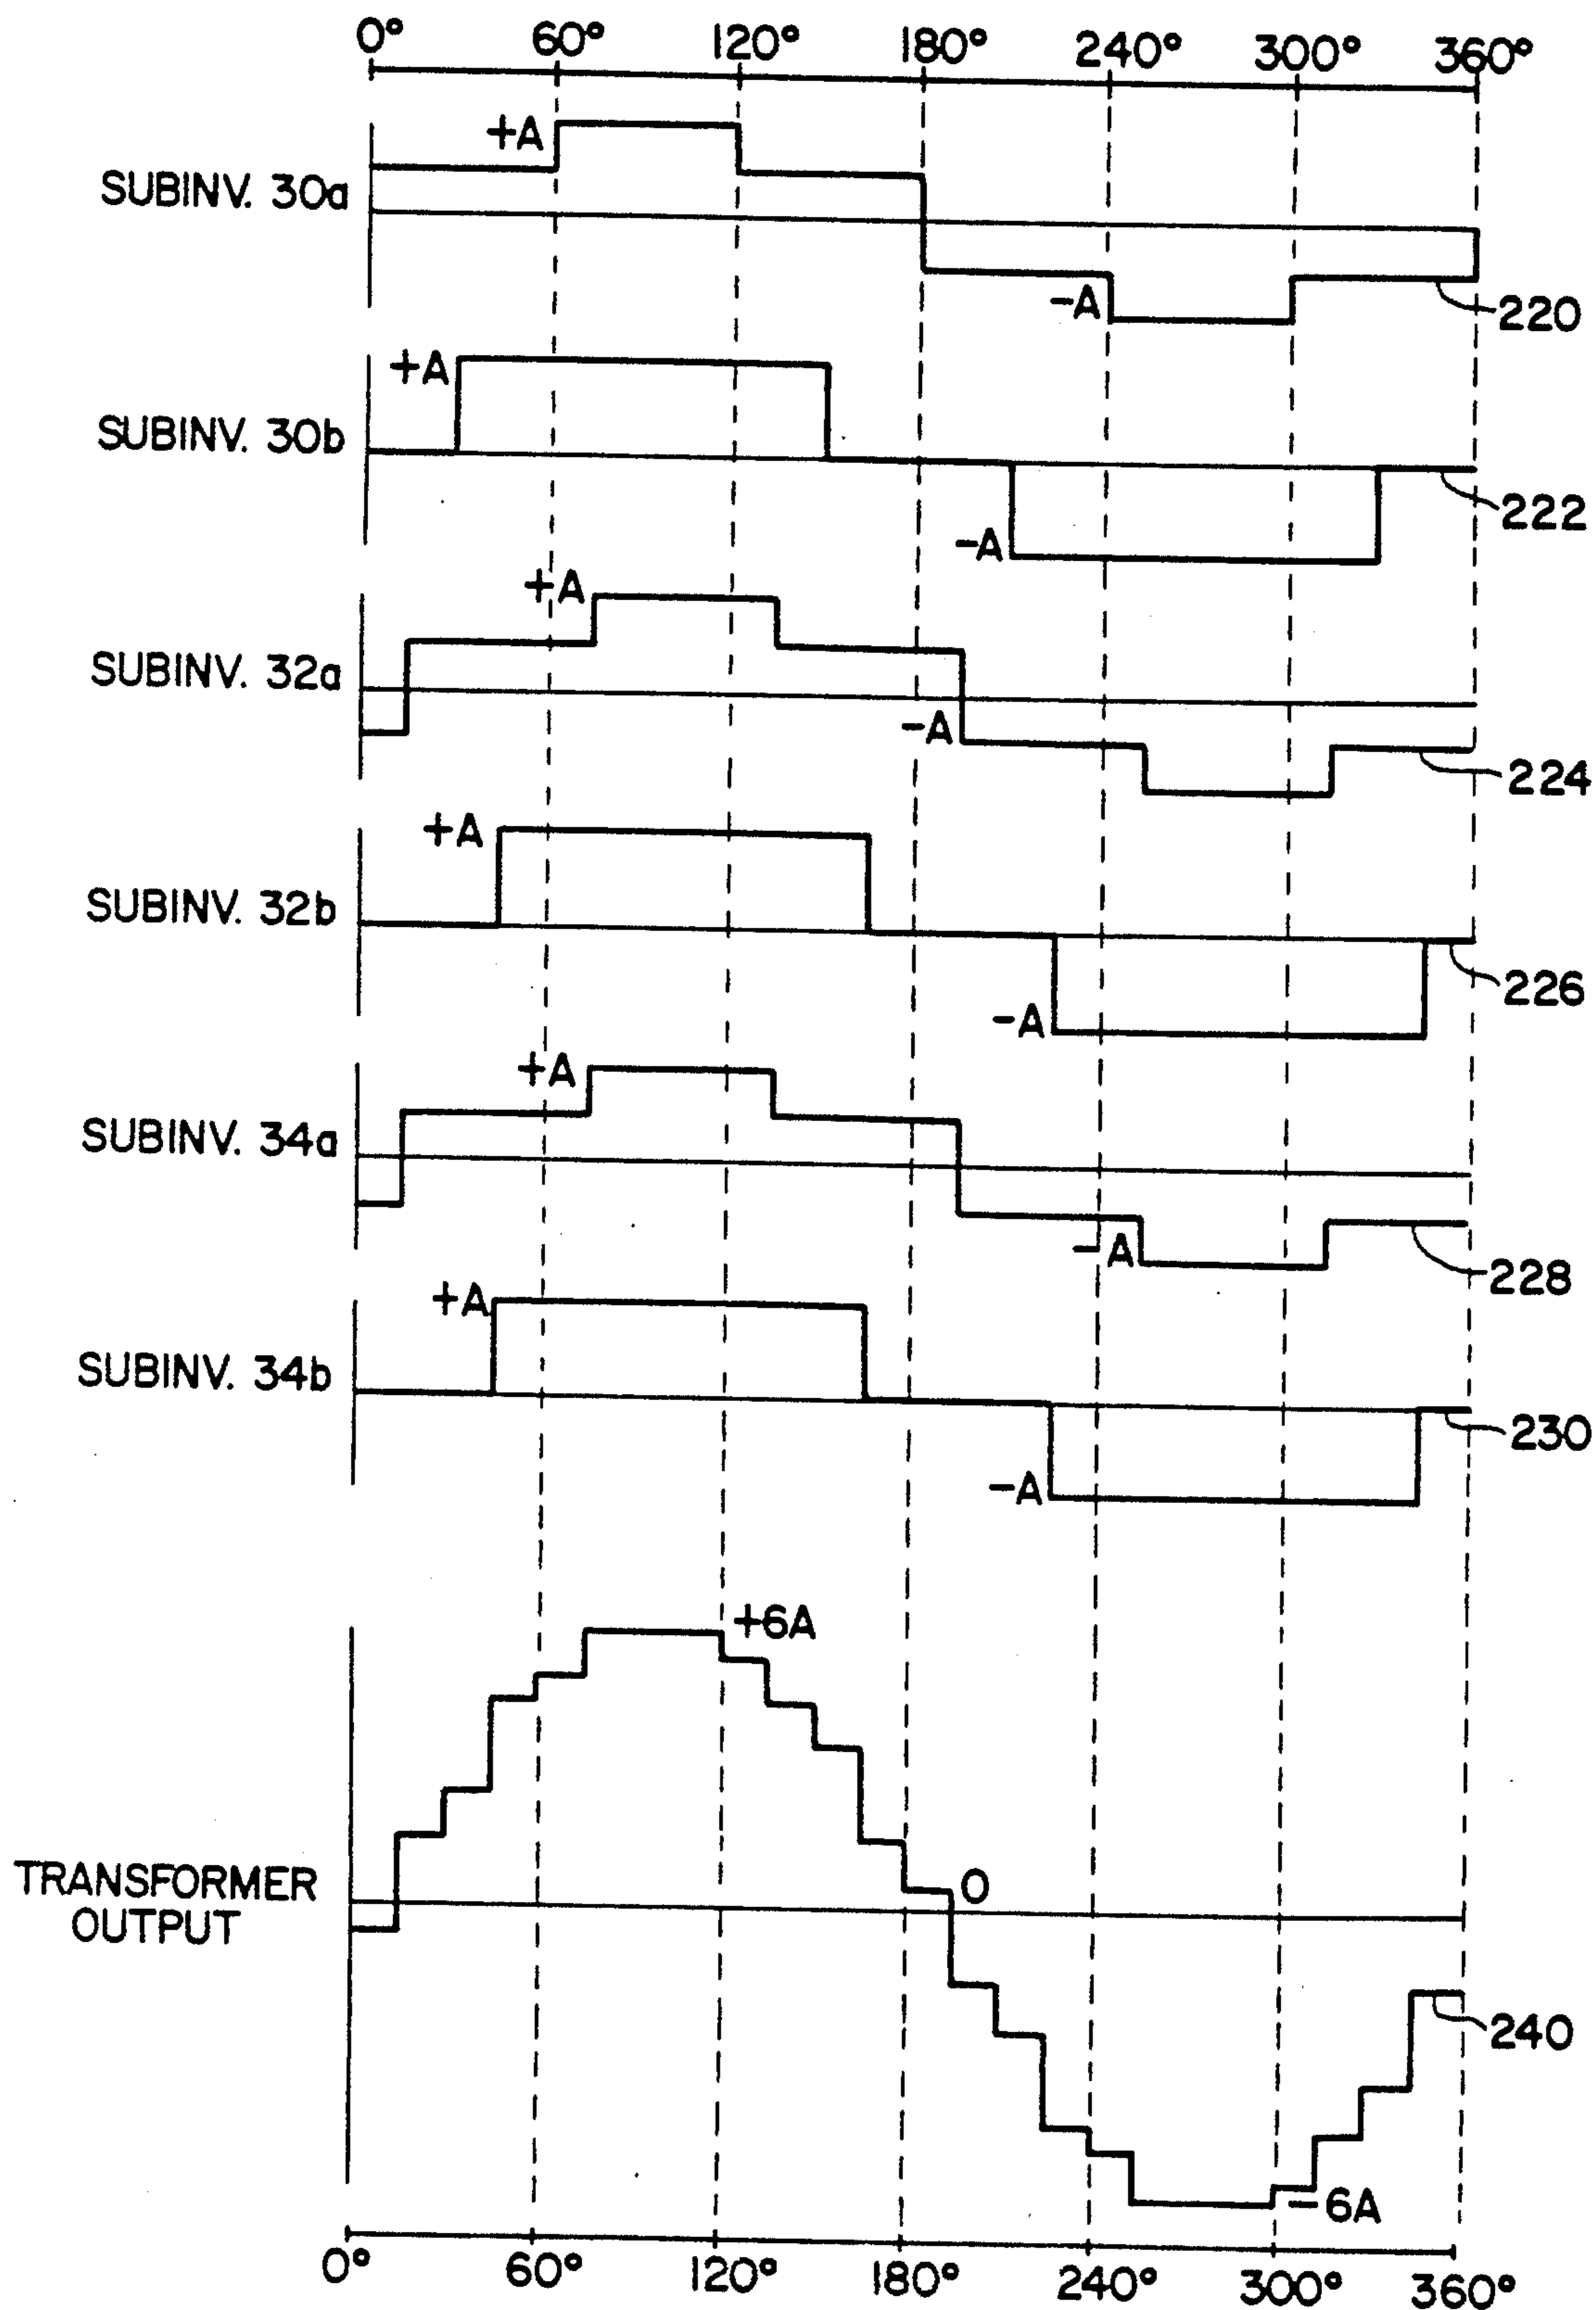 0° 60° 120° 180° 240° 300° 360°
+A
SUBINV. 30a
-A
220
+A
SUBINV. 30b
-A
222
+A
SUBINV. 32a
-A
224
+A
SUBINV. 32b
-A
226
+A
SUBINV. 34a
-A
228
+A
SUBINV. 34b
-A
230
+6A
TRANSFORMER
OUTPUT
0
240
-6A
0° 60° 120° 180° 240° 300° 360°